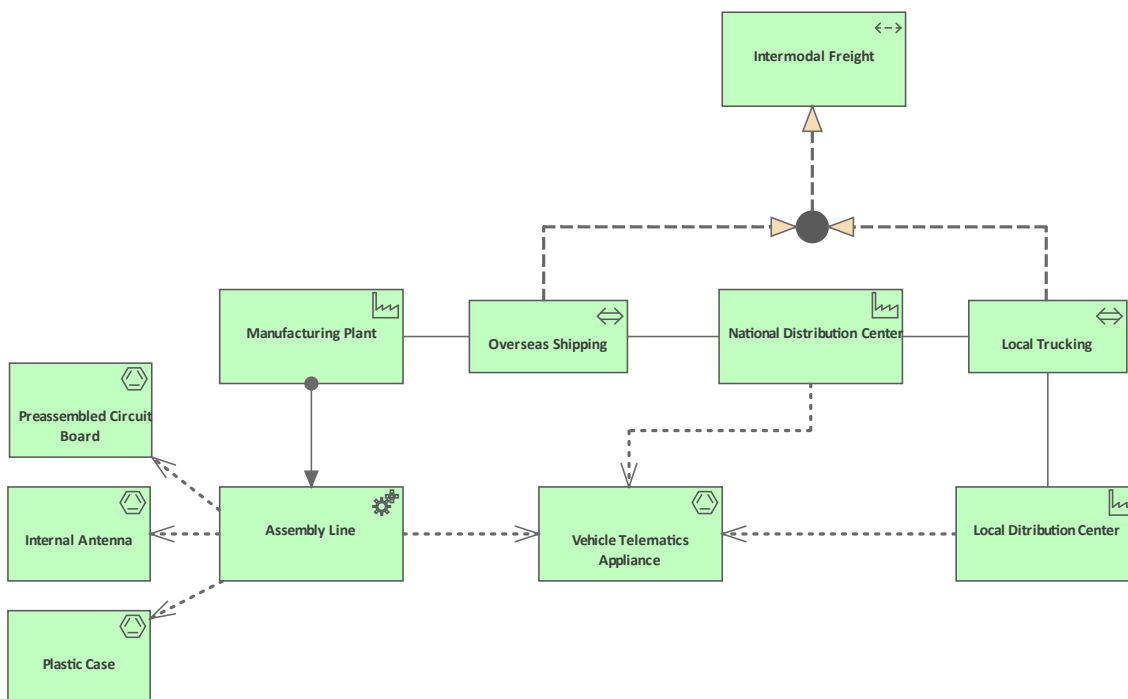 Intermodal Freight
Manufacturing Plant
Overseas Shipping
National Distribution Center
Local Trucking
Preassembled Circuit
Board
Internal Antenna
Assembly Line
Vehicle Telematics
Appliance
Local Ditribution Center
Plastic Case